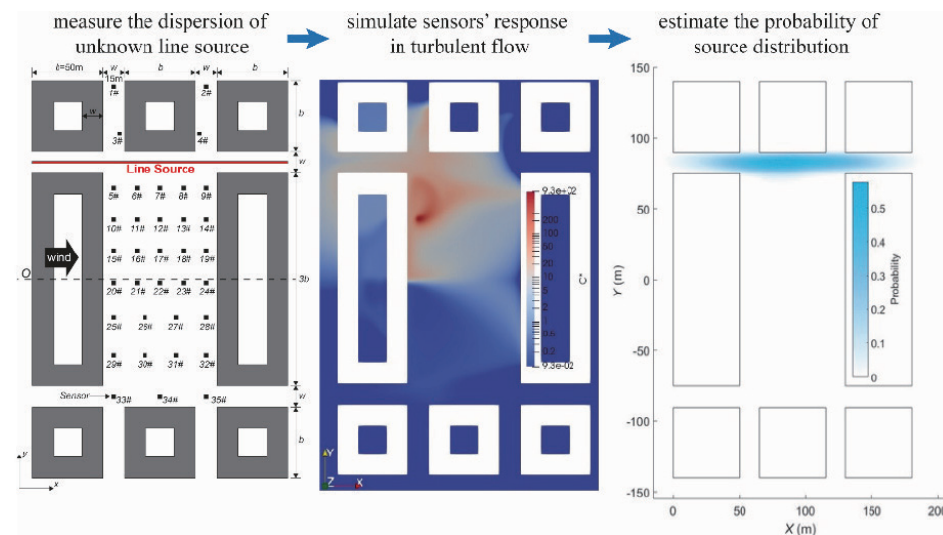 measure the dispersion of
unknown line source
simulate sensors' response
in turbulent flow
estimate the probability of
source distribution
w
b
w
b
15m
1#
2#
w
b
3#
4#
w
Line Source
5# 6# 7# 8# 9#
10# 11# 12# 13# 14#
wind
15# 16# 17# 18# 19#
O
3b
20# 21# 22# 23# 24#
25# 26# 27# 28#
29# 30# 31# 32#
w
Sensor
33# 34# 35#
b
y
x
9.3e+02
200
100
50
20
10
5
2
0.2
9.3e-02
Y
Z X
150
100
50
0
-50
-100
-150
Y (m)
0 50 100 150 200
X (m)
0.5
0.4
0.3
0.2
0.1
0
Probability